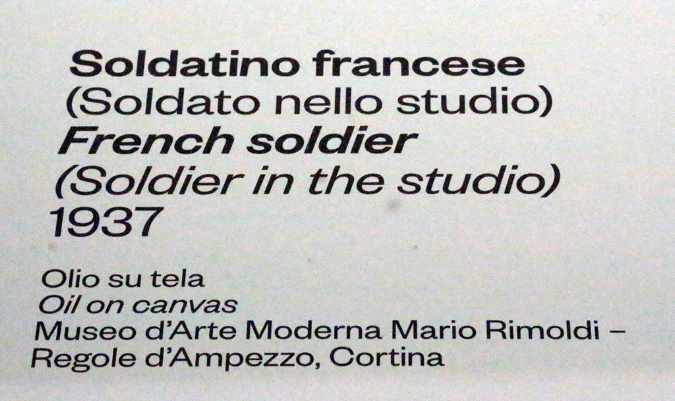 Soldatino francese
(Soldato nello studio)
French soldier
(Soldier in the studio)
1937
Olio su tela
Oil on canvas
Museo d'Arte Moderna Mario Rimoldi –
Regole d'Ampezzo, Cortina